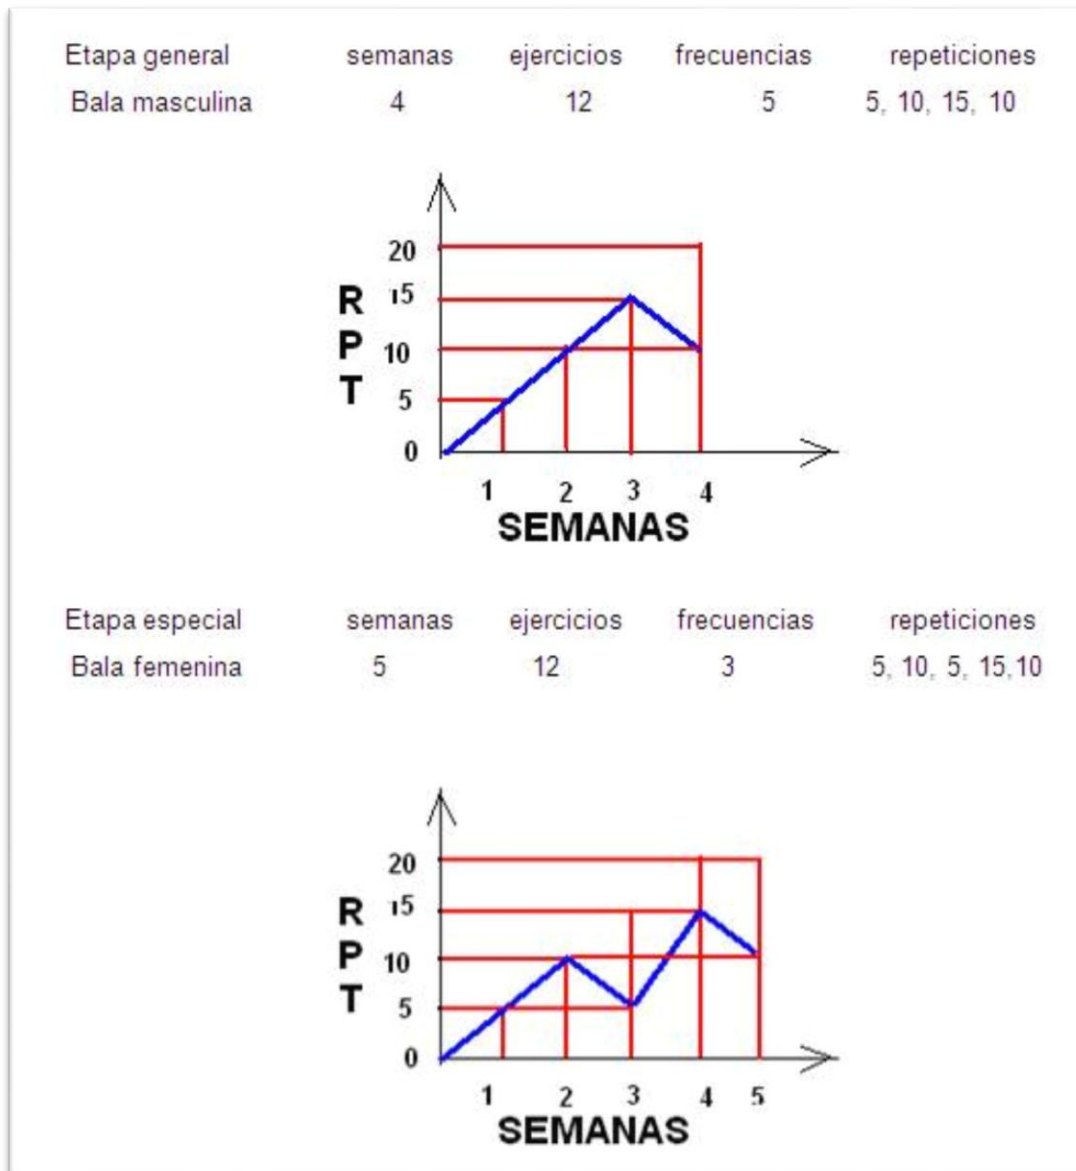 Etapa general semanas ejercicios frecuencias repeticiones
Bala masculina 4 12 5 5, 10, 15, 10
20
15
10
5
0
R
P
T
1 2 3 4
SEMANAS
Etapa especial semanas ejercicios frecuencias repeticiones
Bala femenina 5 12 3 5, 10, 5, 15,10
20
15
10
5
0
R
P
T
1 2 3 4 5
SEMANAS